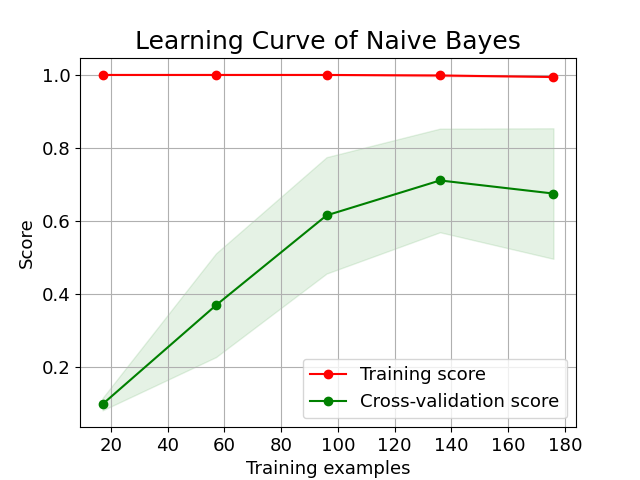 Learning Curve of Naive Bayes
Score
1.0
0.8
0.6
0.4
0.2
Training score
Cross-validation score
20 40 60 80 100 120 140 160 180
Training examples